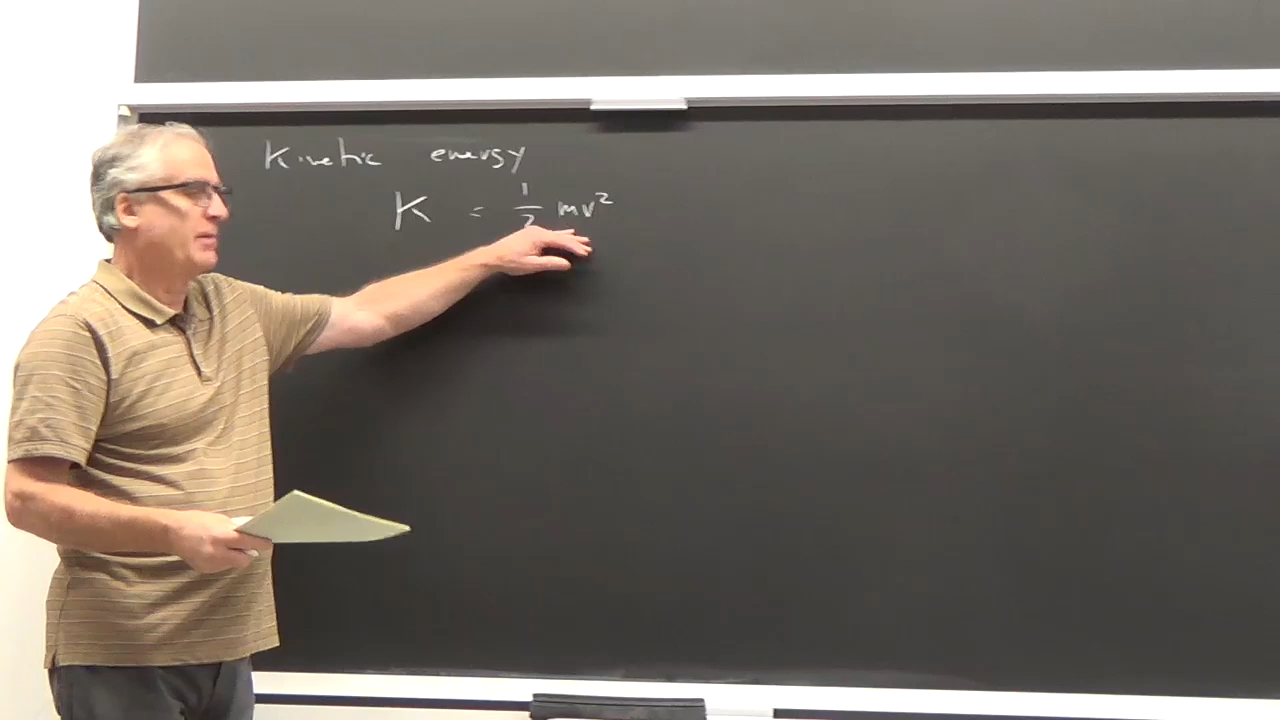 Kinetic energy
K = 1/2 mv²